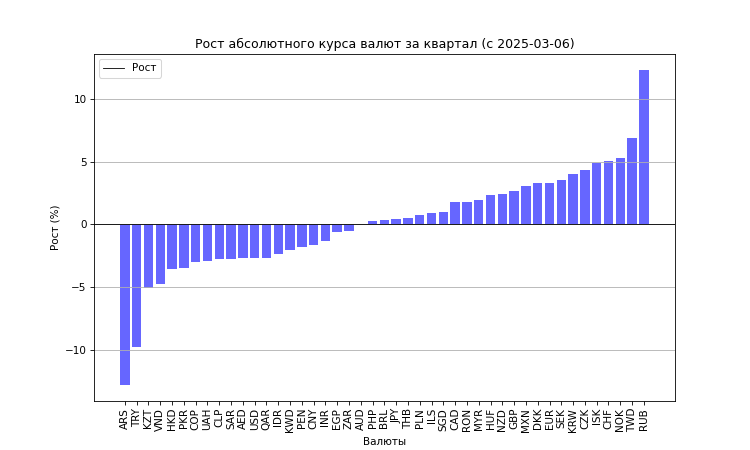 Рост абсолютного курса валют за квартал (с 2025-03-06)
Рост
10
5
0
−5
−10
Рост (%)
ARS TRY KZT VND HKD PKR COP UAH CLP SAR AED USD QAR IDR KWD PEN CNY INR EGP ZAR AUD PHP BRL JPY THB PLN ILS SGD CAD RON MYR HUF NZD GBP MXN DKK EUR SEK KRW CZK ISK CHF NOK TWD RUB
Валюты